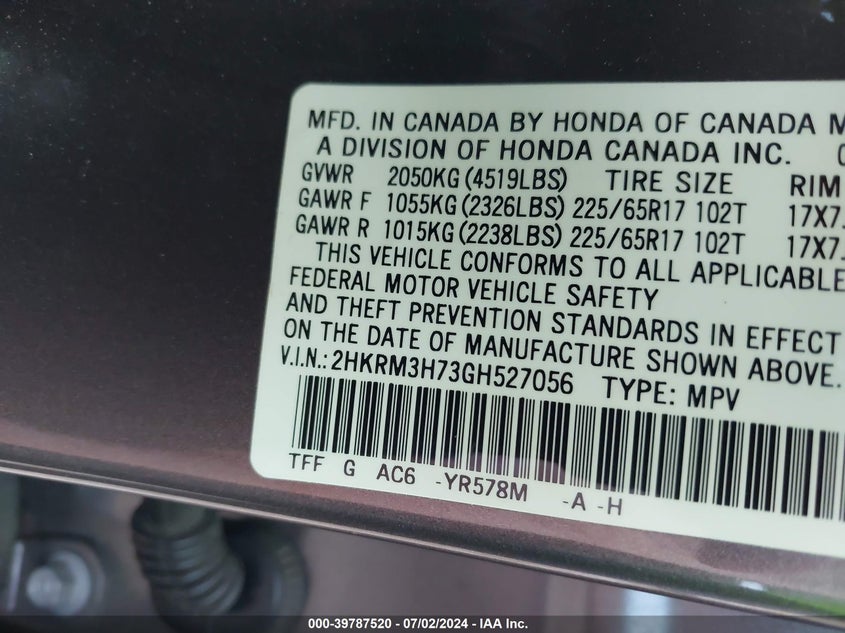 MFD. IN CANADA BY HONDA OF CANADA M
A DIVISION OF HONDA CANADA INC.
GVWR 2050KG (4519LBS) TIRE SIZE RIM
GAWR F 1055KG (2326LBS) 225/65R17 102T 17X7.
GAWR R 1015KG (2238LBS) 225/65R17 102T 17X7.
THIS VEHICLE CONFORMS TO ALL APPLICABLE
FEDERAL MOTOR VEHICLE SAFETY
AND THEFT PREVENTION STANDARDS IN EFFECT
ON THE DATE OF MANUFACTURE SHOWN ABOVE.
V.I.N.: 2HKRM3H73GH527056 TYPE: MPV
TFF G AC6 -YR578M -A -H
000-39787520 - 07/02/2024 - IAA Inc.